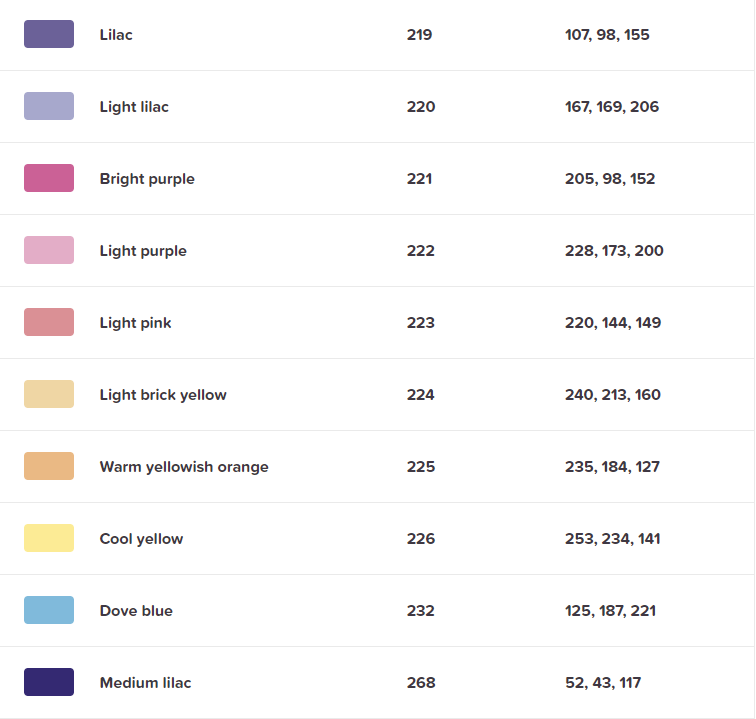 Lilac 219 107, 98, 155
Light lilac 220 167, 169, 206
Bright purple 221 205, 98, 152
Light purple 222 228, 173, 200
Light pink 223 220, 144, 149
Light brick yellow 224 240, 213, 160
Warm yellowish orange 225 235, 184, 127
Cool yellow 226 253, 234, 141
Dove blue 232 125, 187, 221
Medium lilac 268 52, 43, 117